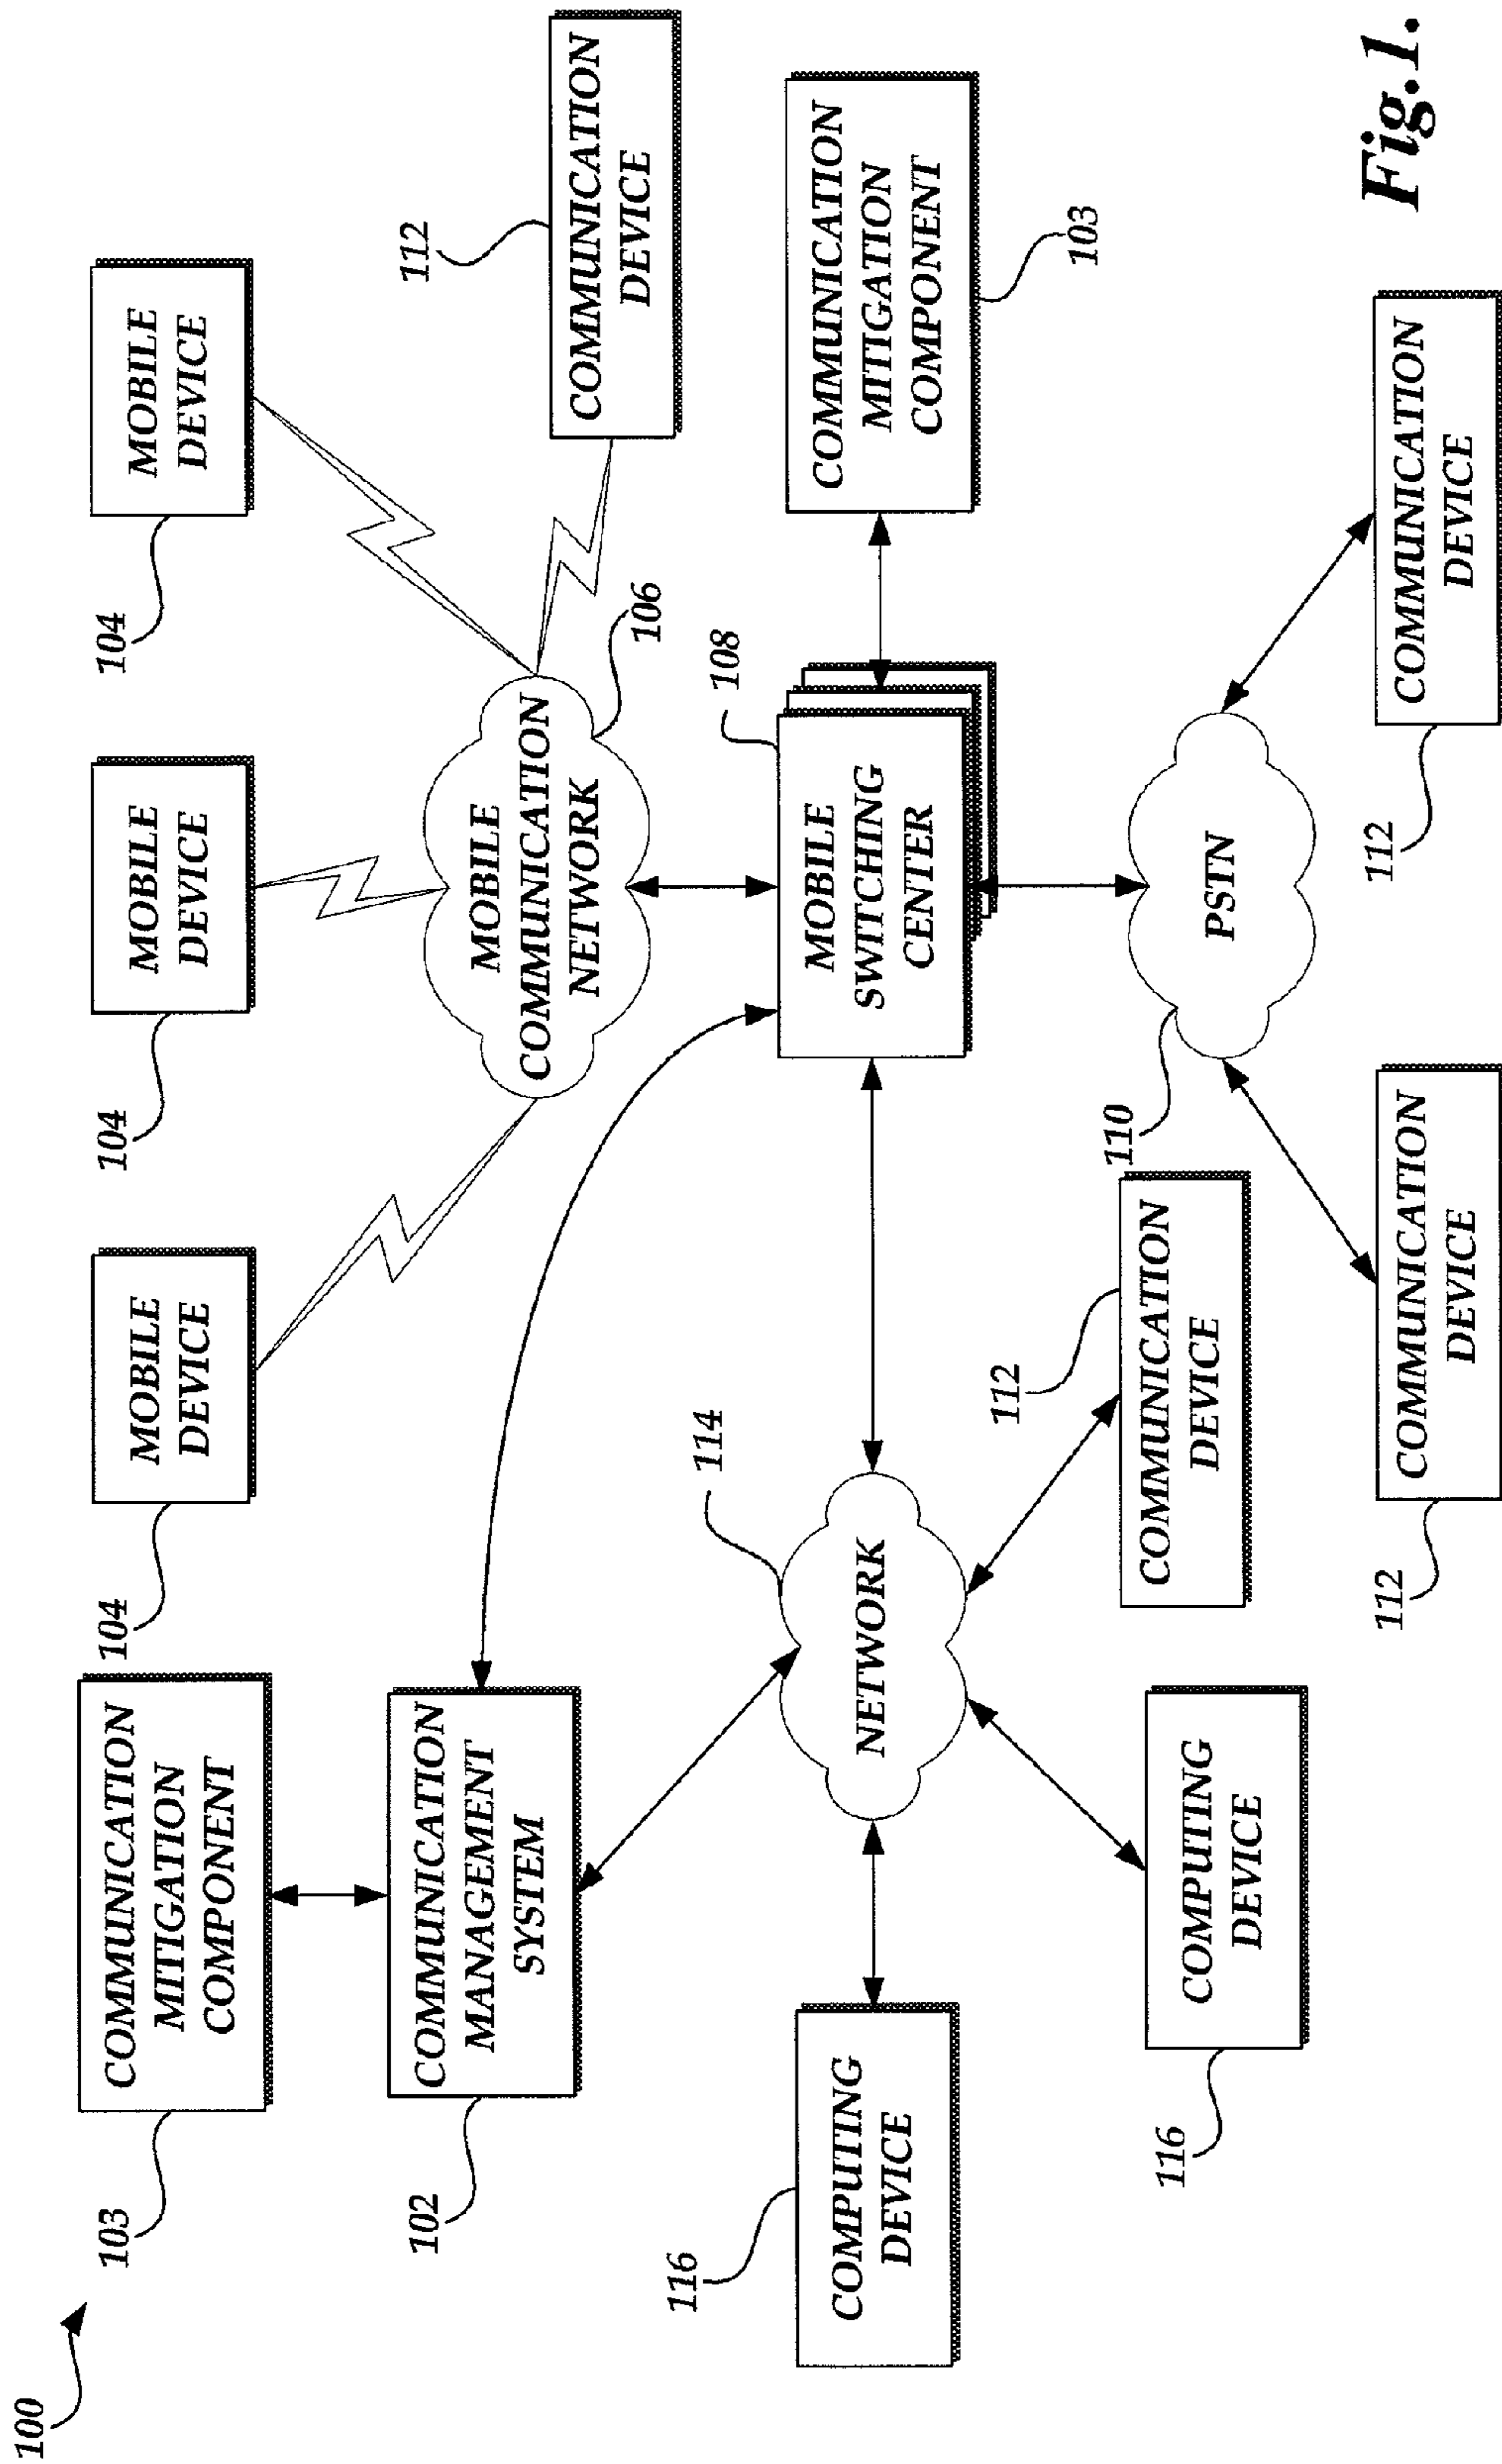 100
103
COMMUNICATION
MITIGATION
COMPONENT
104
MOBILE
DEVICE
104
MOBILE
DEVICE
104
MOBILE
DEVICE
102
COMMUNICATION
MANAGEMENT
SYSTEM
MOBILE
COMMUNICATION
NETWORK
106
112
COMMUNICATION
DEVICE
116
COMPUTING
DEVICE
114
NETWORK
108
MOBILE
SWITCHING
CENTER
COMMUNICATION
MITIGATION
COMPONENT
103
116
COMPUTING
DEVICE
112
COMMUNICATION
DEVICE
110
PSTN
112
COMMUNICATION
DEVICE
112
COMMUNICATION
DEVICE
Fig.1.